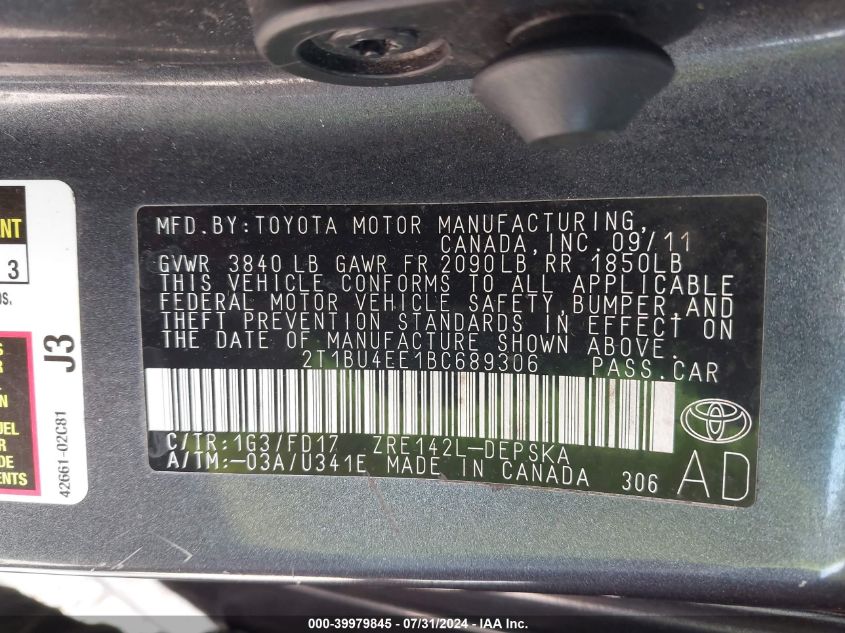 MFD.BY:TOYOTA MOTOR MANUFACTURING,
CANADA, INC. 09/11
GVWR 3840 LB GAWR FR 2090LB RR 1850LB
THIS VEHICLE CONFORMS TO ALL APPLICABLE
FEDERAL MOTOR VEHICLE SAFETY, BUMPER, AND
THEFT PREVENTION STANDARDS IN EFFECT ON
THE DATE OF MANUFACTURE SHOWN ABOVE.
2T1BU4EE1BC689306 PASS.CAR
C/TR:1G3/FD17 ZRE142L-DEPSKA
A/TM:-03A/U341E MADE IN CANADA 306 AD
3
J3
42661-02C81
000-39979845 - 07/31/2024 - IAA Inc.